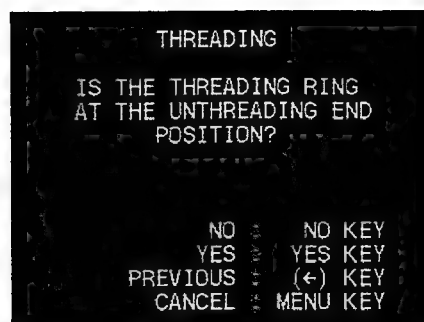 THREADING
IS THE THREADING RING
AT THE UNTHREADING END
POSITION?
NO : NO KEY
YES : YES KEY
PREVIOUS : (←) KEY
CANCEL : MENU KEY